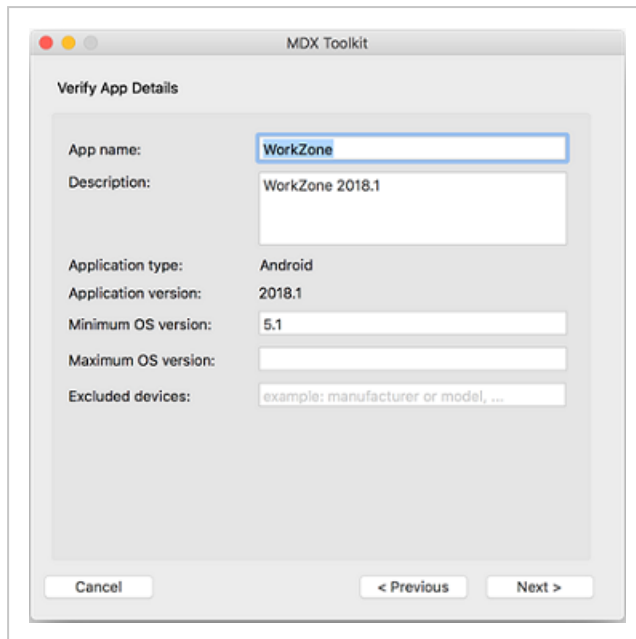 MDX Toolkit
Verify App Details
App name: WorkZone
Description: WorkZone 2018.1
Application type: Android
Application version: 2018.1
Minimum OS version: 5.1
Maximum OS version:
Excluded devices: example: manufacturer or model, ...
Cancel < Previous Next >